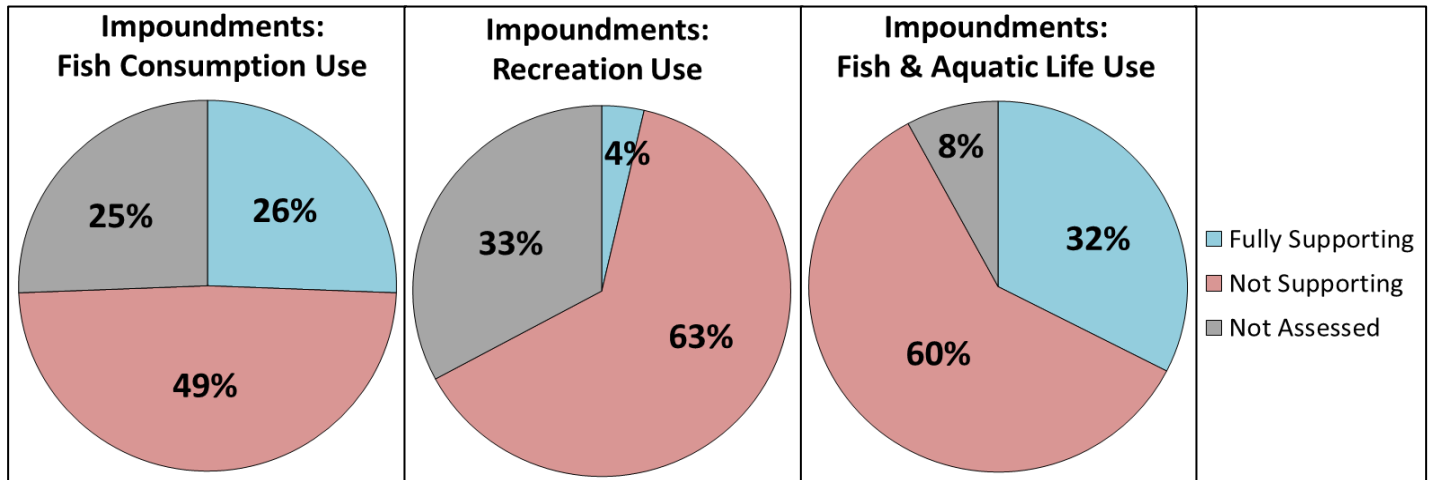 Impoundments:
Fish Consumption Use
26%
49%
25%
Impoundments:
Recreation Use
4%
63%
33%
Impoundments:
Fish & Aquatic Life Use
32%
60%
8%
Fully Supporting
Not Supporting
Not Assessed